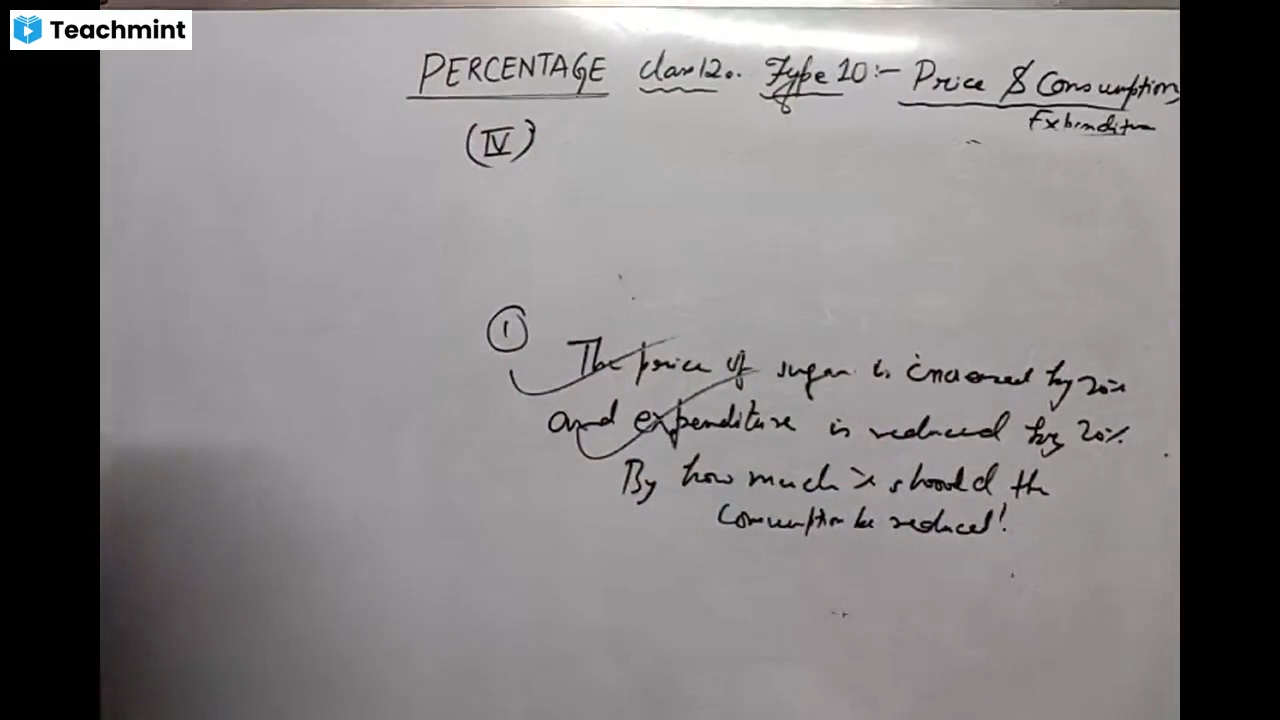 Teachmint
PERCENTAGE Class 12. Type 10:- Price & Consumption
Expenditure
(IV)
① The price of sugar is increased by 20%
and expenditure is reduced by 20%
By how much % should the
consumption be reduced!